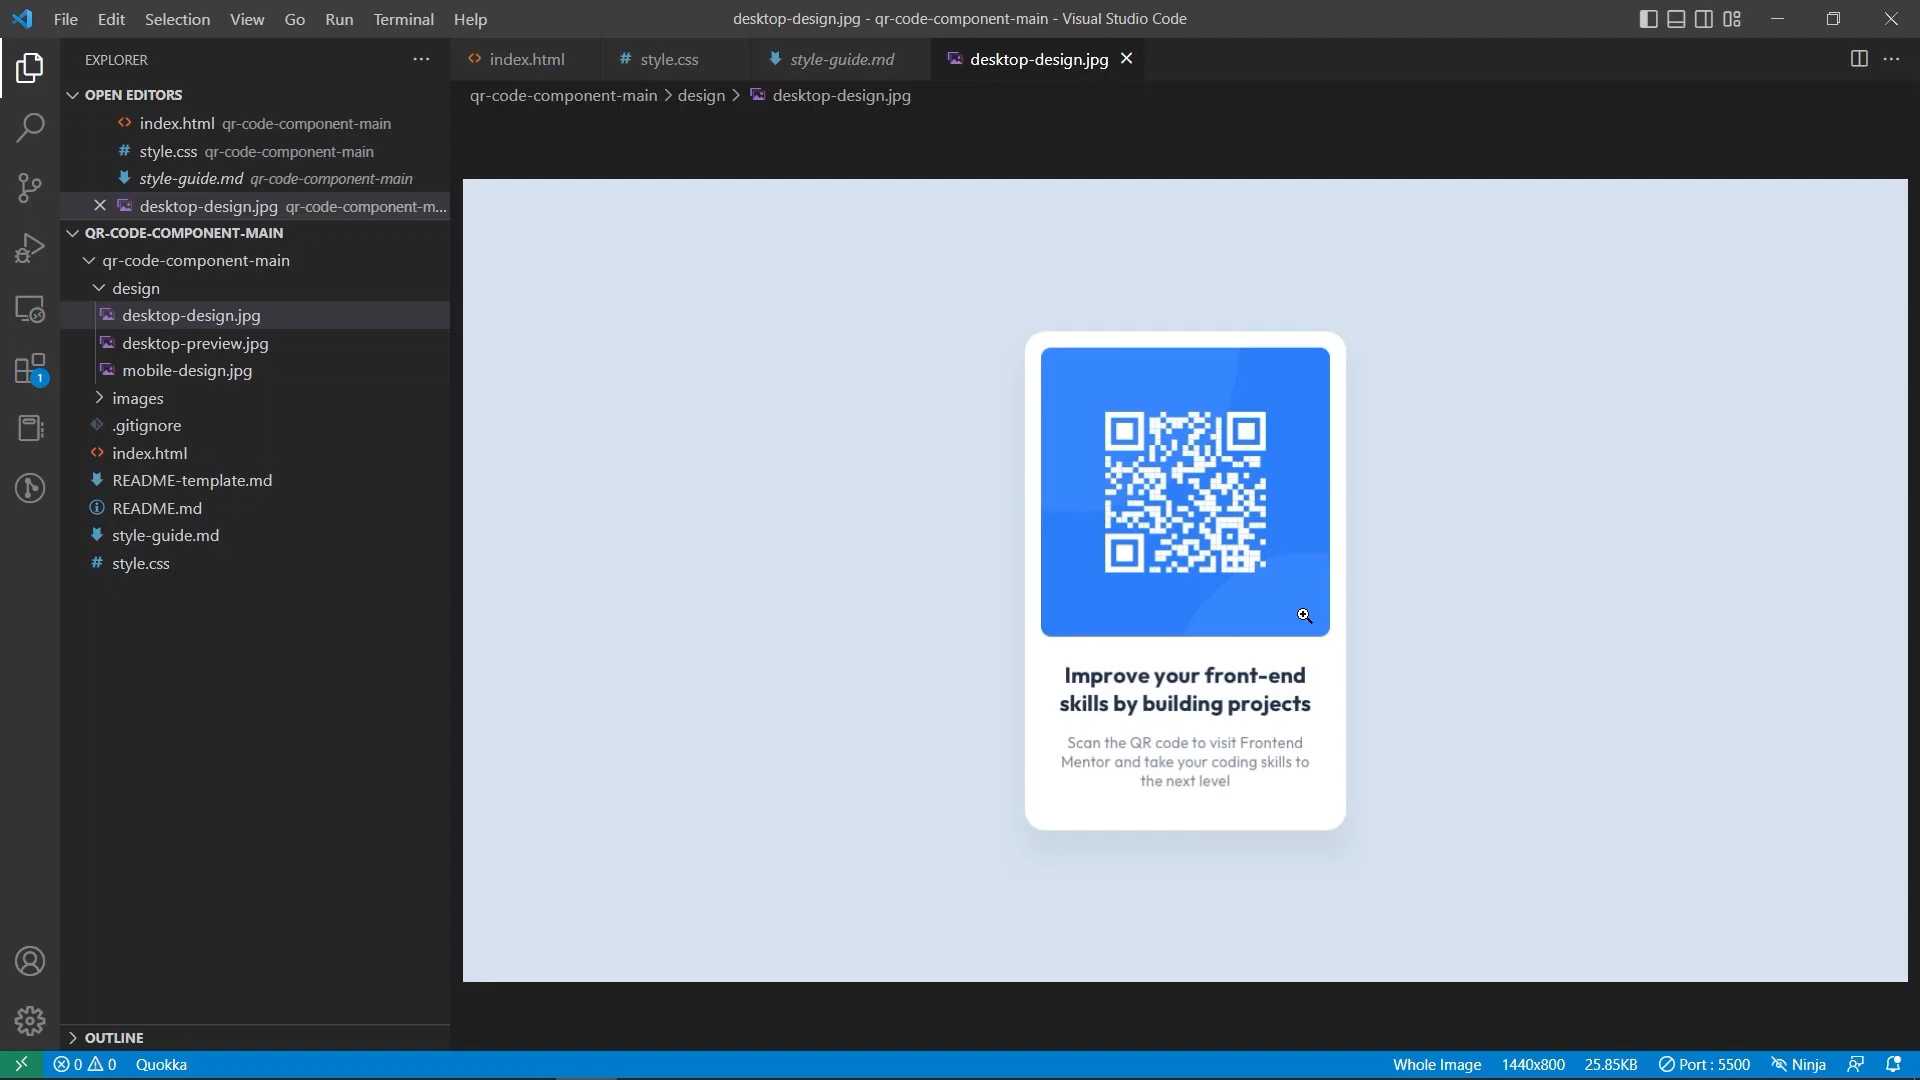 File Edit Selection View Go Run Terminal Help
desktop-design.jpg - qr-code-component-main - Visual Studio Code
EXPLORER
OPEN EDITORS
index.html qr-code-component-main
style.css qr-code-component-main
style-guide.md qr-code-component-main
desktop-design.jpg qr-code-component-m...
QR-CODE-COMPONENT-MAIN
qr-code-component-main
design
desktop-design.jpg
desktop-preview.jpg
mobile-design.jpg
images
.gitignore
index.html
README-template.md
README.md
style-guide.md
style.css
1
OUTLINE
index.html style.css style-guide.md desktop-design.jpg
qr-code-component-main > design > desktop-design.jpg
Improve your front-end
skills by building projects
Scan the QR code to visit Frontend
Mentor and take your coding skills to
the next level
0 0 Quokka Whole Image 1440x800 25.85KB Port : 5500 Ninja